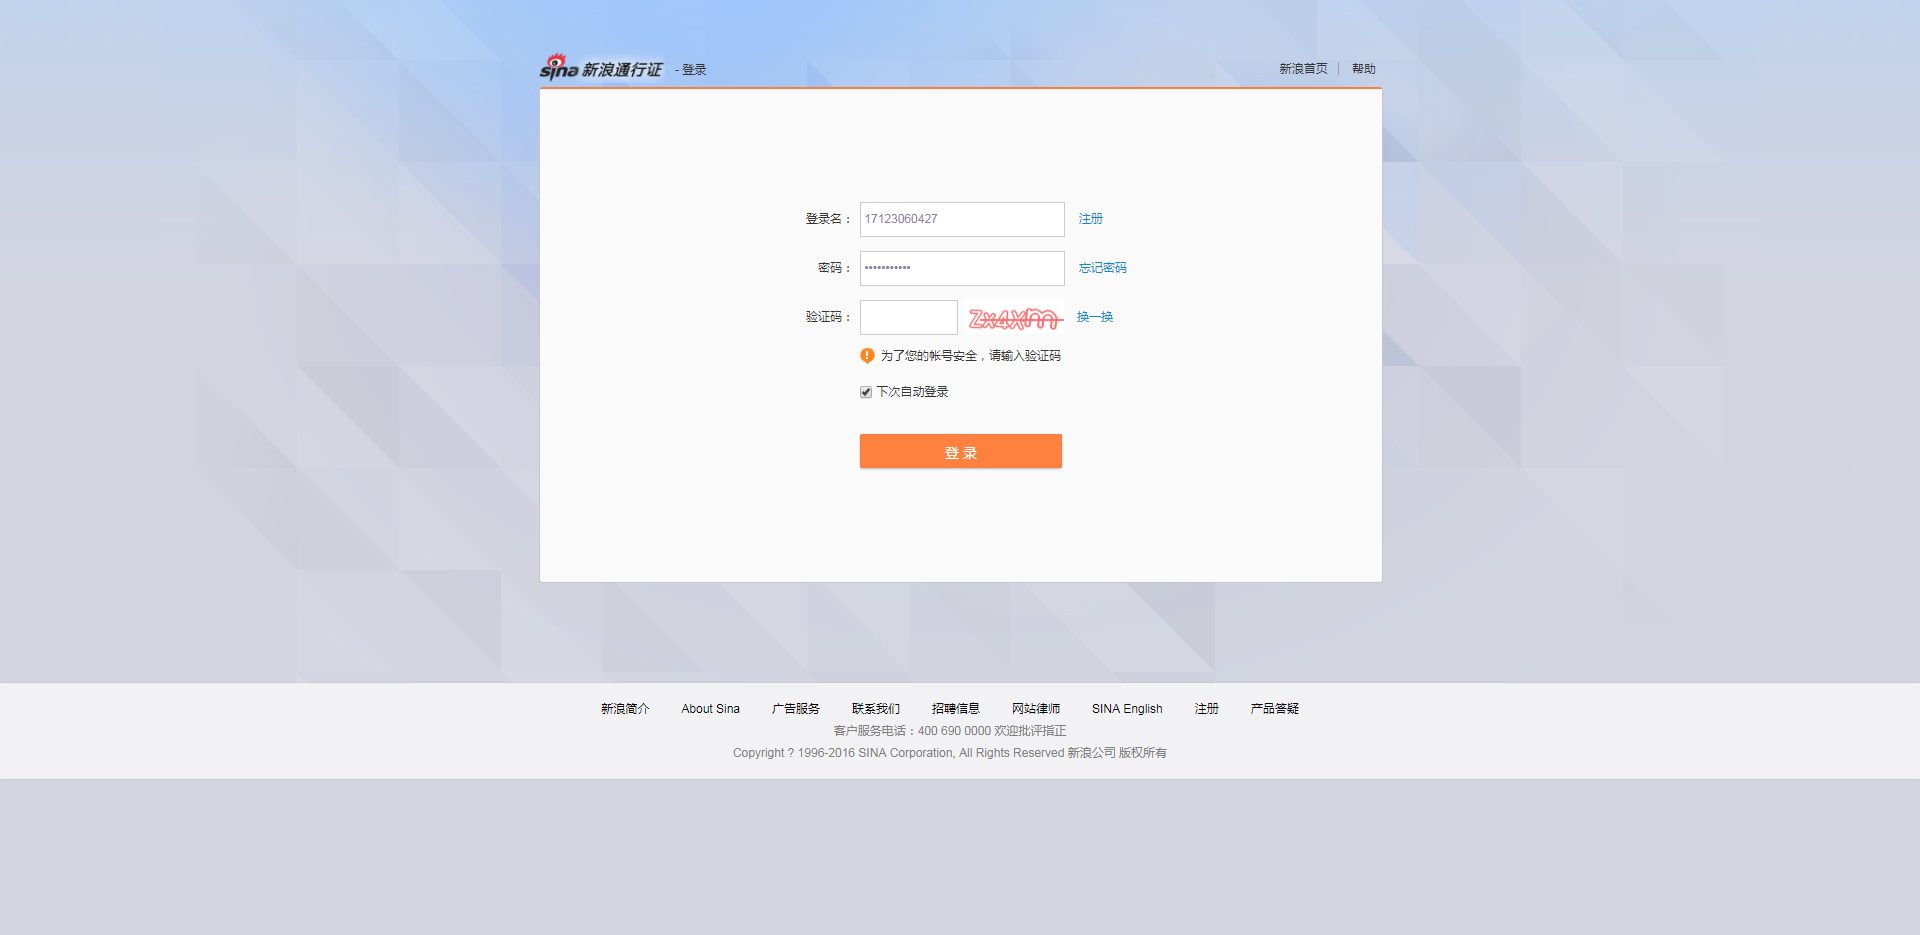 sina 新浪通行证 - 登录 新浪首页 帮助
登录名： 17123060427 注册
密码： ••••••••••• 忘记密码
验证码： Zx4Xm 换一换
为了您的帐号安全，请输入验证码
下次自动登录
登 录
新浪简介 About Sina 广告服务 联系我们 招聘信息 网站律师 SINA English 注册 产品答疑
客户服务电话：400 690 0000 欢迎批评指正
Copyright ? 1996-2016 SINA Corporation, All Rights Reserved 新浪公司 版权所有